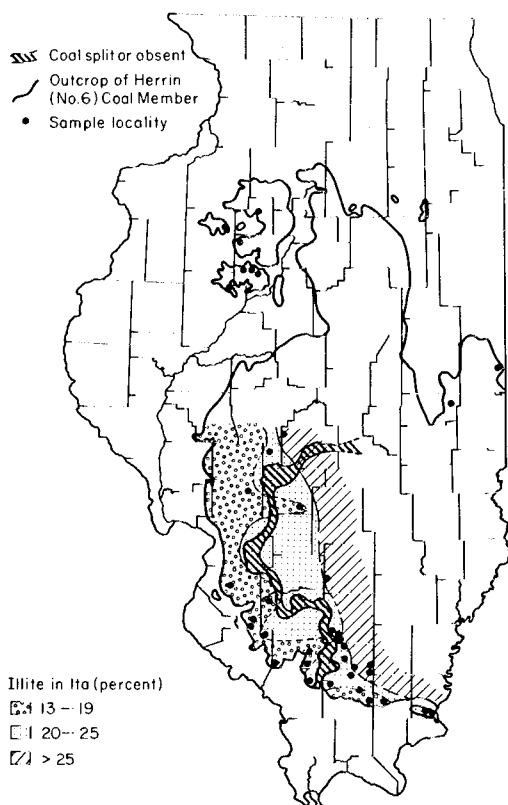 Coal split or absent
Outcrop of Herrin
(No. 6) Coal Member
Sample locality
Illite in Ita (percent)
13 - 19
20 - 25
> 25